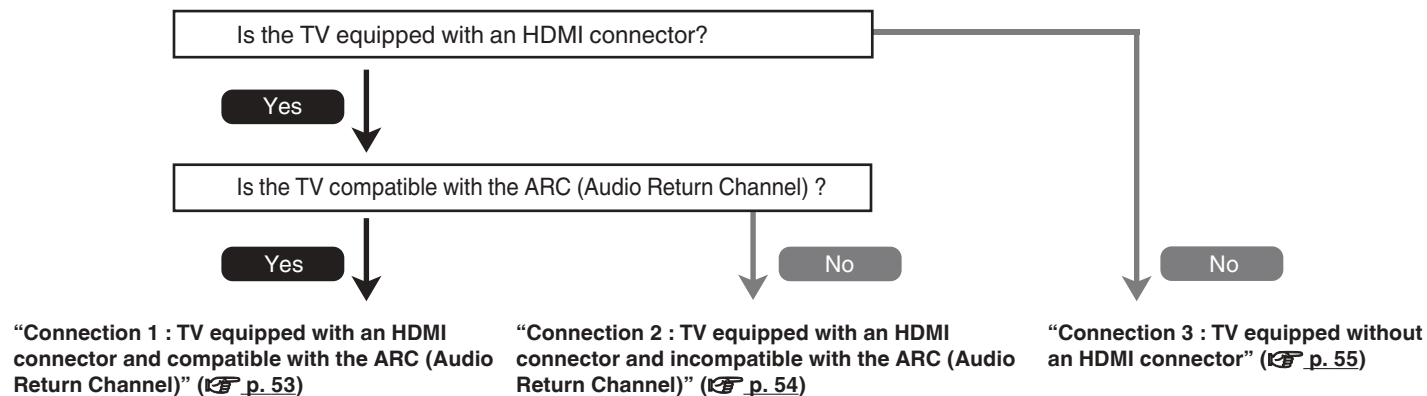 Is the TV equipped with an HDMI connector?
Yes
Is the TV compatible with the ARC (Audio Return Channel) ?
Yes
No
No
“Connection 1 : TV equipped with an HDMI
connector and compatible with the ARC (Audio
Return Channel)” (☞ p. 53)
“Connection 2 : TV equipped with an HDMI
connector and incompatible with the ARC (Audio
Return Channel)” (☞ p. 54)
“Connection 3 : TV equipped without
an HDMI connector” (☞ p. 55)